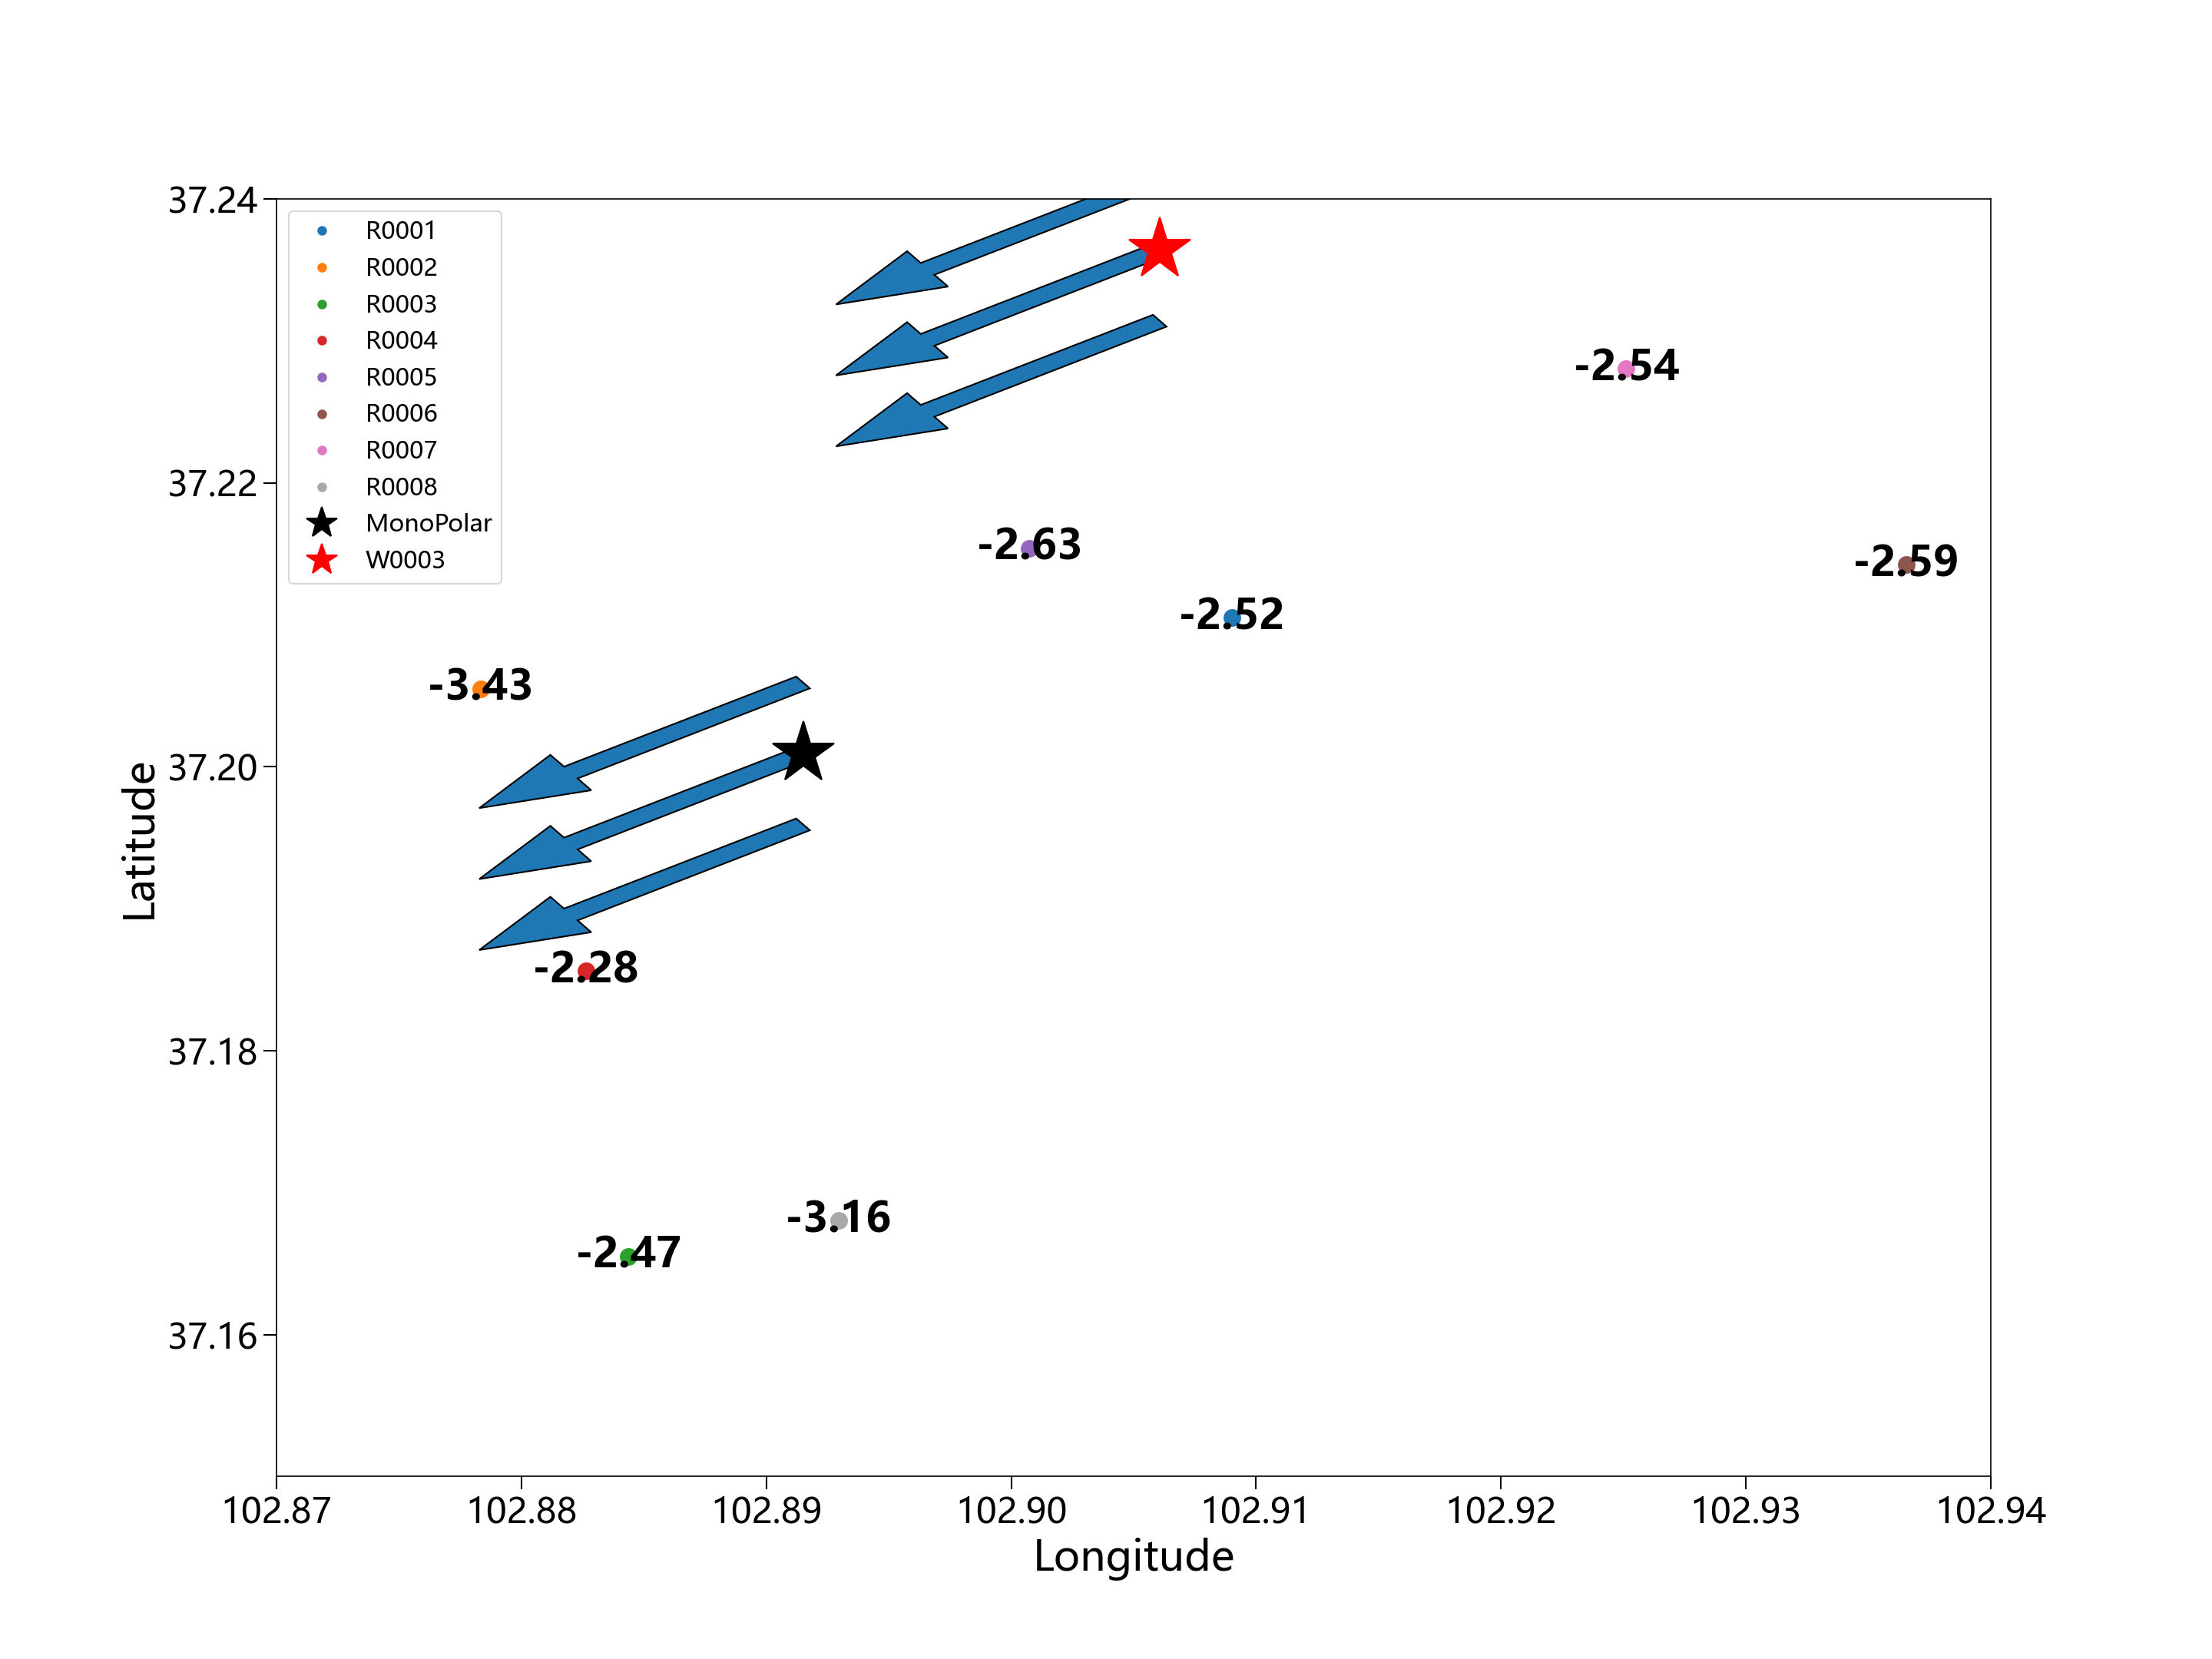 37.24
R0001
R0002
R0003
R0004
R0005
R0006
R0007
R0008
MonoPolar
W0003
-2.54
37.22
-2.63
-2.59
-2.52
-3.43
37.20
Latitude
-2.28
37.18
-3.16
-2.47
37.16
102.87 102.88 102.89 102.90 102.91 102.92 102.93 102.94
Longitude